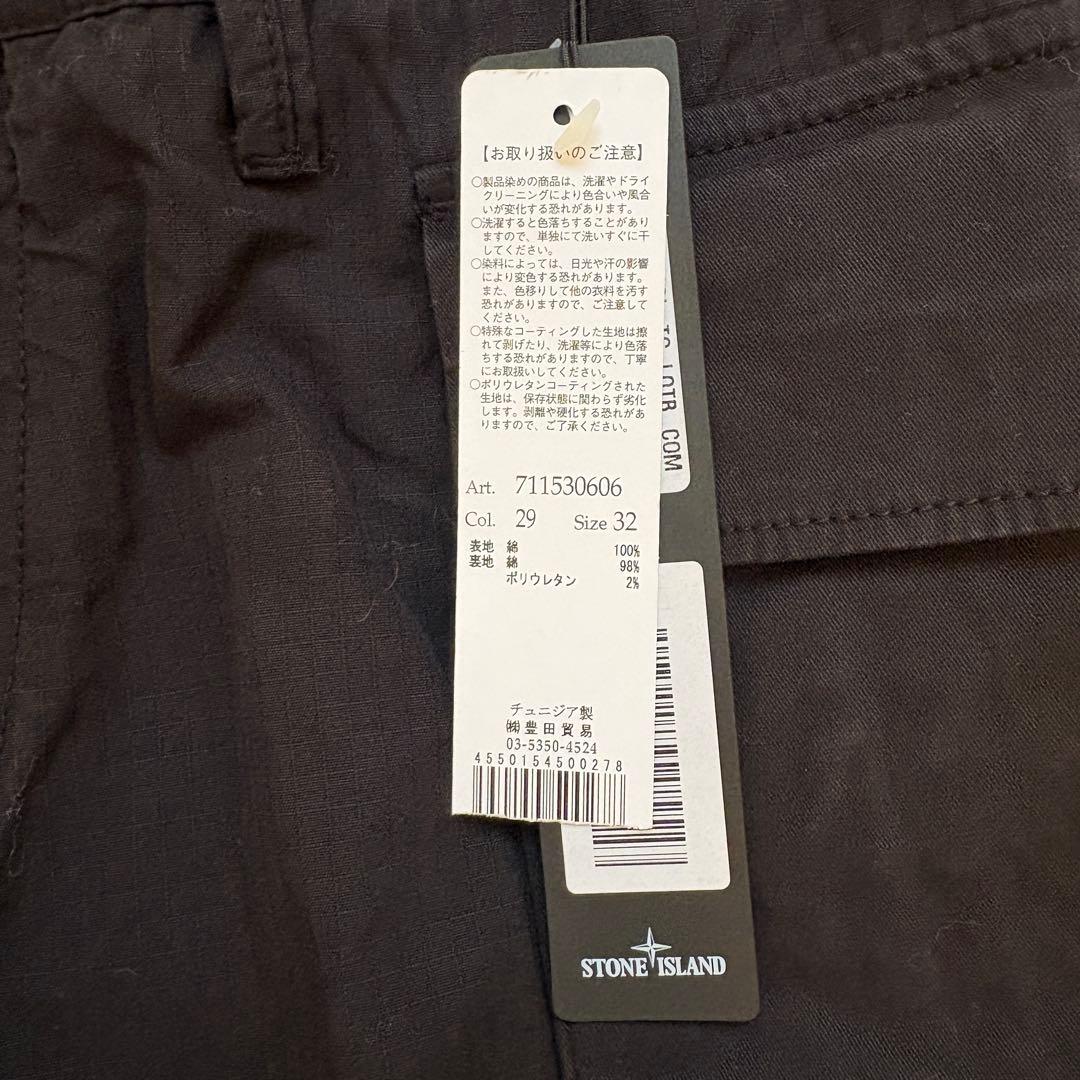 【お取り扱いのご注意】
○製品染めの商品は、洗濯やドライ
クリーニングにより色合いや風合
いが変化する恐れがあります。
○洗濯すると色落ちすることがあり
ますので、単独にて洗いすぐに干
してください。
○染料によっては、日光や汗の影響
により変色する恐れがあります。
また、色移りして他の衣料を汚す
恐れがありますので、ご注意して
ください。
○特殊なコーティングした生地は擦
れて剥げたり、洗濯等により色落
ちする恐れがありますので、丁寧
にお取扱いしてください。
○ポリウレタンコーティングされた
生地は、保存状態に関わらず劣化
します。剥離や硬化する恐れがあ
りますので、ご了承ください。
Art. 711530606
Col. 29 Size 32
表地 綿 100%
裏地 綿 98%
ポリウレタン 2%
チュニジア製
㈱豊田貿易
03-5350-4524
4550154500278
COM
STONE ISLAND